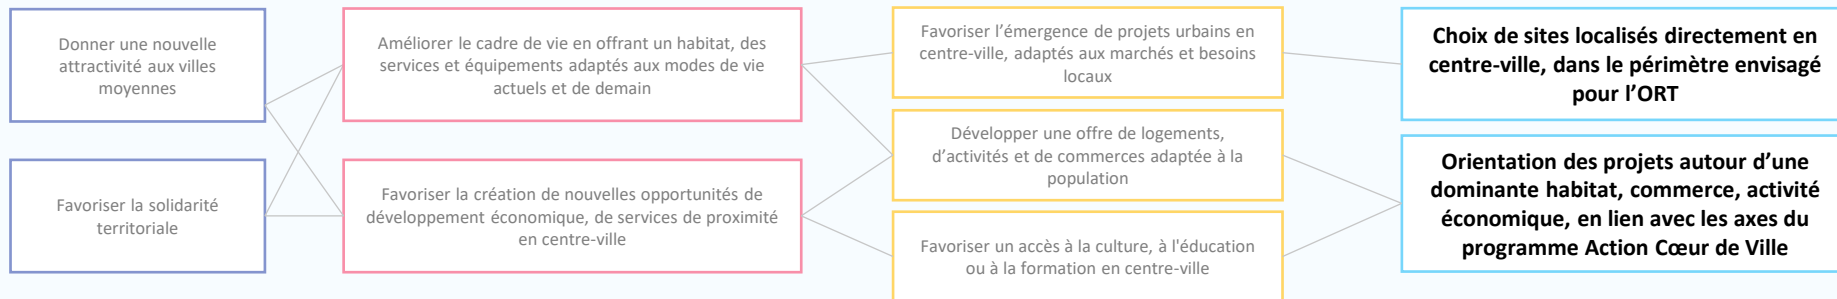 Donner une nouvelle
attractivité aux villes
moyennes
Favoriser la solidarité
territoriale
Améliorer le cadre de vie en offrant un habitat, des
services et équipements adaptés aux modes de vie
actuels et de demain
Favoriser la création de nouvelles opportunités de
développement économique, de services de proximité
en centre-ville
Favoriser l’émergence de projets urbains en
centre-ville, adaptés aux marchés et besoins
locaux
Développer une offre de logements,
d’activités et de commerces adaptée à la
population
Favoriser un accès à la culture, à l'éducation
ou à la formation en centre-ville
Choix de sites localisés directement en
centre-ville, dans le périmètre envisagé
pour l’ORT
Orientation des projets autour d’une
dominante habitat, commerce, activité
économique, en lien avec les axes du
programme Action Cœur de Ville